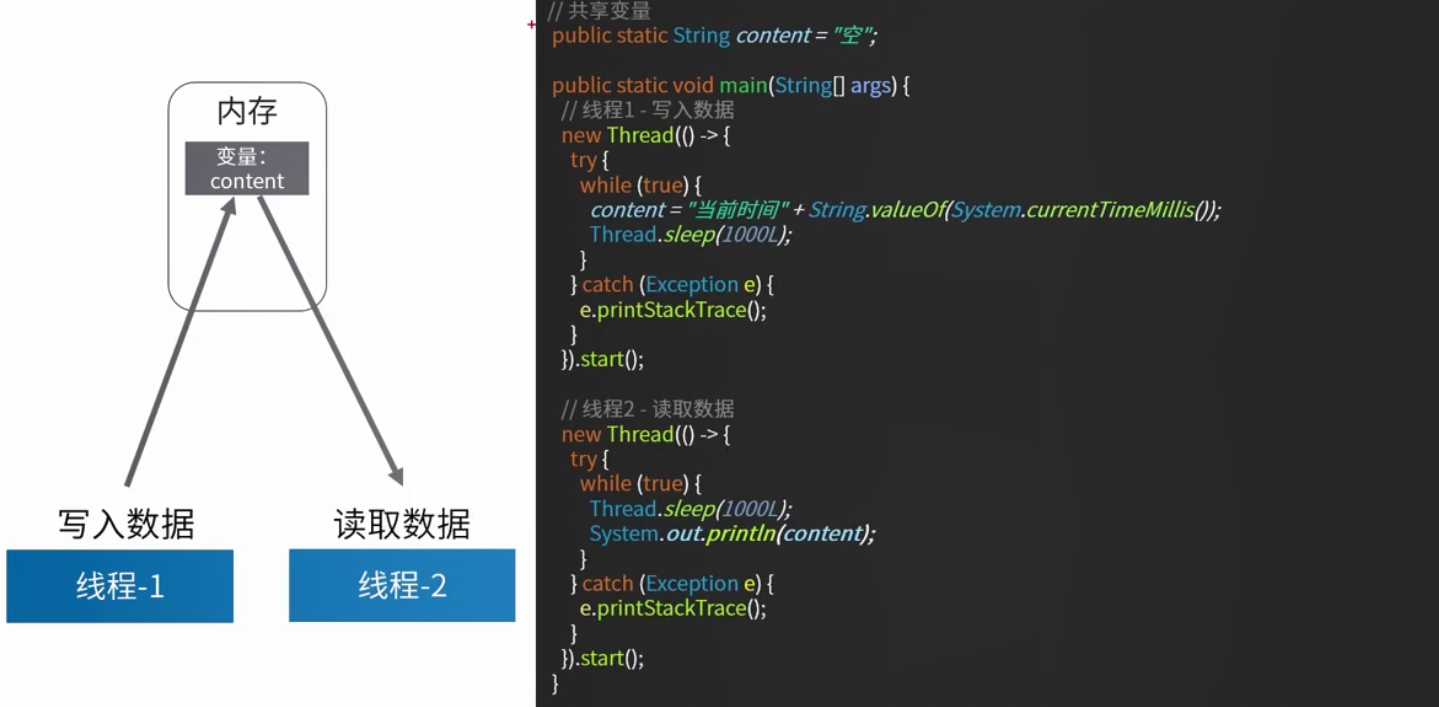 内存
变量:
content
写入数据
读取数据
线程-1
线程-2
// 共享变量
public static String content = "空";
public static void main(String[] args) {
// 线程1 - 写入数据
new Thread(() -> {
try {
while (true) {
content = "当前时间" + String.valueOf(System.currentTimeMillis());
Thread.sleep(1000L);
}
} catch (Exception e) {
e.printStackTrace();
}
}).start();
// 线程2 - 读取数据
new Thread(() -> {
try {
while (true) {
Thread.sleep(1000L);
System.out.println(content);
}
} catch (Exception e) {
e.printStackTrace();
}
}).start();
}